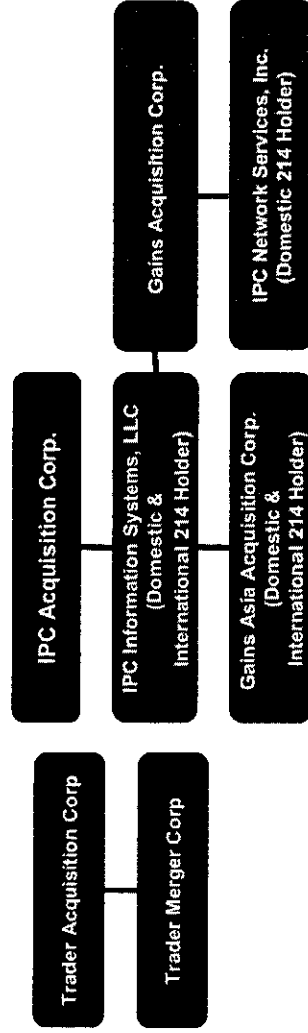 Trader Acquisition Corp
Trader Merger Corp
IPC Acquisition Corp.
IPC Information Systems, LLC
(Domestic &
International 214 Holder)
Gains Asia Acquisition Corp.
(Domestic &
International 214 Holder)
Gains Acquisition Corp.
IPC Network Services, Inc.
(Domestic 214 Holder)